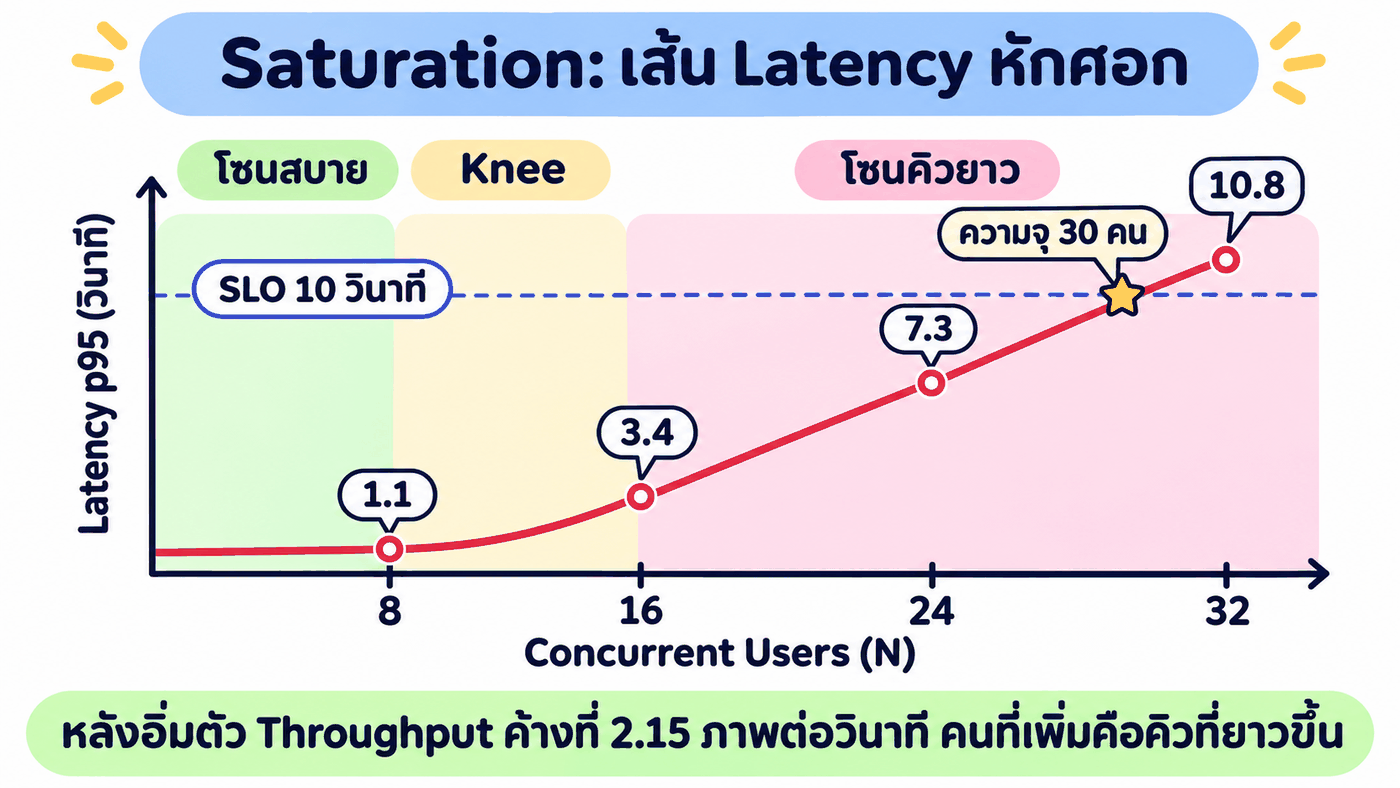 Saturation: เส้น Latency หักศอก
โซนสบาย
Knee
โซนคิวยาว
10.8
ความจุ 30 คน
SLO 10 วินาที
7.3
3.4
1.1
Latency p95 (วินาที)
8
16
24
32
Concurrent Users (N)
หลังอิ่มตัว Throughput ค้างที่ 2.15 ภาพต่อวินาที คนที่เพิ่มคือคิวที่ยาวขึ้น